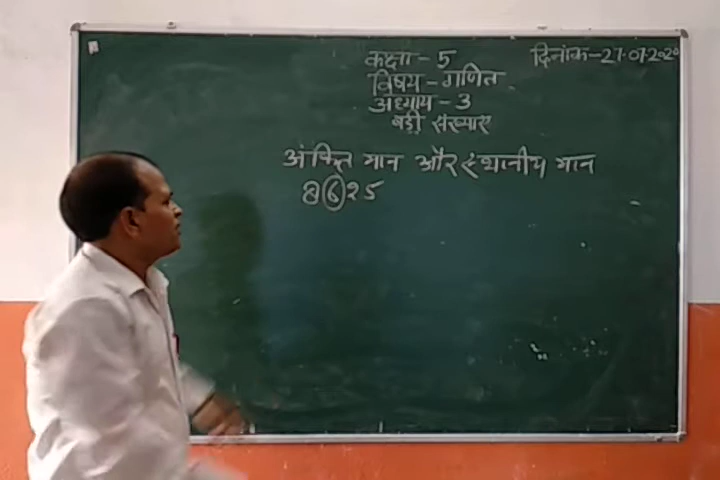 कक्षा - 5
दिनांक - 27.07.2020
विषय - गणित
अध्याय - 3
बड़ी संख्याएं
अंकित मान और स्थानीय मान
8625